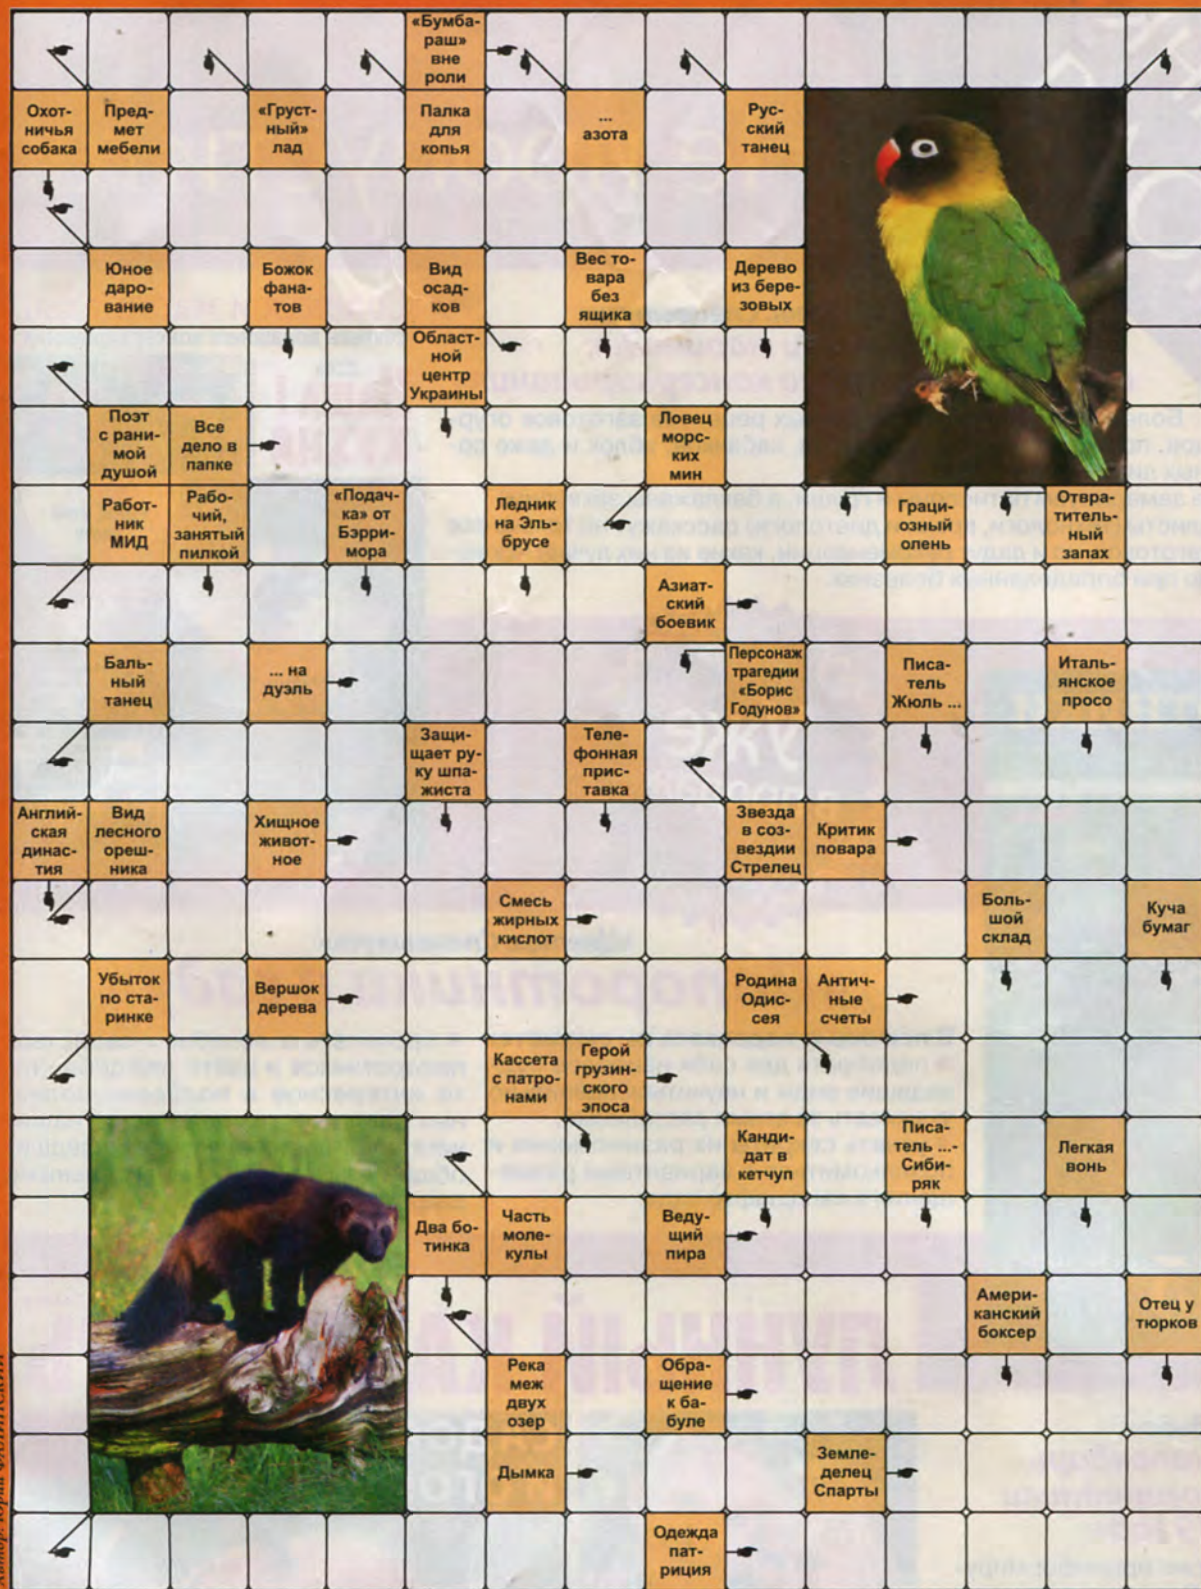 «Бумба-
раш»
вне
роли
Охот-
ничья
собака
Пред-
мет
мебели
«Груст-
ный»
лад
Палка
для
копья
...
азота
Рус-
ский
танец
Юное
даро-
вание
Божок
фана-
тов
Вид
осад-
ков
Вес то-
вара
без
ящика
Дерево
из бере-
зовых
Област-
ной
центр
Украины
Поэт
с рани-
мой
душой
Все
дело в
папке
Ловец
морс-
ких
мин
Работ-
ник
МИД
Рабо-
чий,
занятый
пилкой
«Подач-
ка» от
Бэрри-
мора
Ледник
на Эль-
брусе
Граци-
озный
олень
Отвра-
титель-
ный
запах
Азиат-
ский
боевик
Баль-
ный
танец
... на
дуэль
Персонаж
трагедии
«Борис
Годунов»
Писа-
тель
Жюль ...
Италь-
янское
просо
Защи-
щает ру-
ку шпа-
жиста
Теле-
фонная
прис-
тавка
Англий-
ская
динас-
тия
Вид
лесного
ореш-
ника
Хищное
живот-
ное
Звезда
в соз-
вездии
Стрелец
Критик
повара
Смесь
жирных
кислот
Боль-
шой
склад
Куча
бумаг
Убыток
по ста-
ринке
Вершок
дерева
Родина
Одис-
сея
Антич-
ные
счеты
Кассета
с патро-
нами
Герой
грузин-
ского
эпоса
Канди-
дат в
кетчуп
Писа-
тель ...-
Сиби-
ряк
Легкая
вонь
Два бо-
тинка
Часть
моле-
кулы
Веду-
щий
пира
Амери-
канский
боксер
Отец у
тюрков
Река
меж
двух
озер
Обра-
щение
к ба-
буле
Дымка
Земле-
делец
Спарты
Одежда
пат-
риция